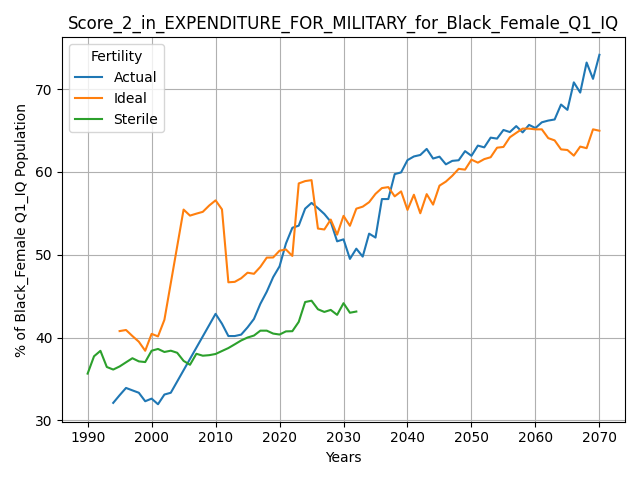 Score_2_in_EXPENDITURE_FOR_MILITARY_for_Black_Female_Q1_IQ
Fertility
Actual
Ideal
Sterile
% of Black_Female Q1_IQ Population
70
60
50
40
30
1990 2000 2010 2020 2030 2040 2050 2060 2070
Years